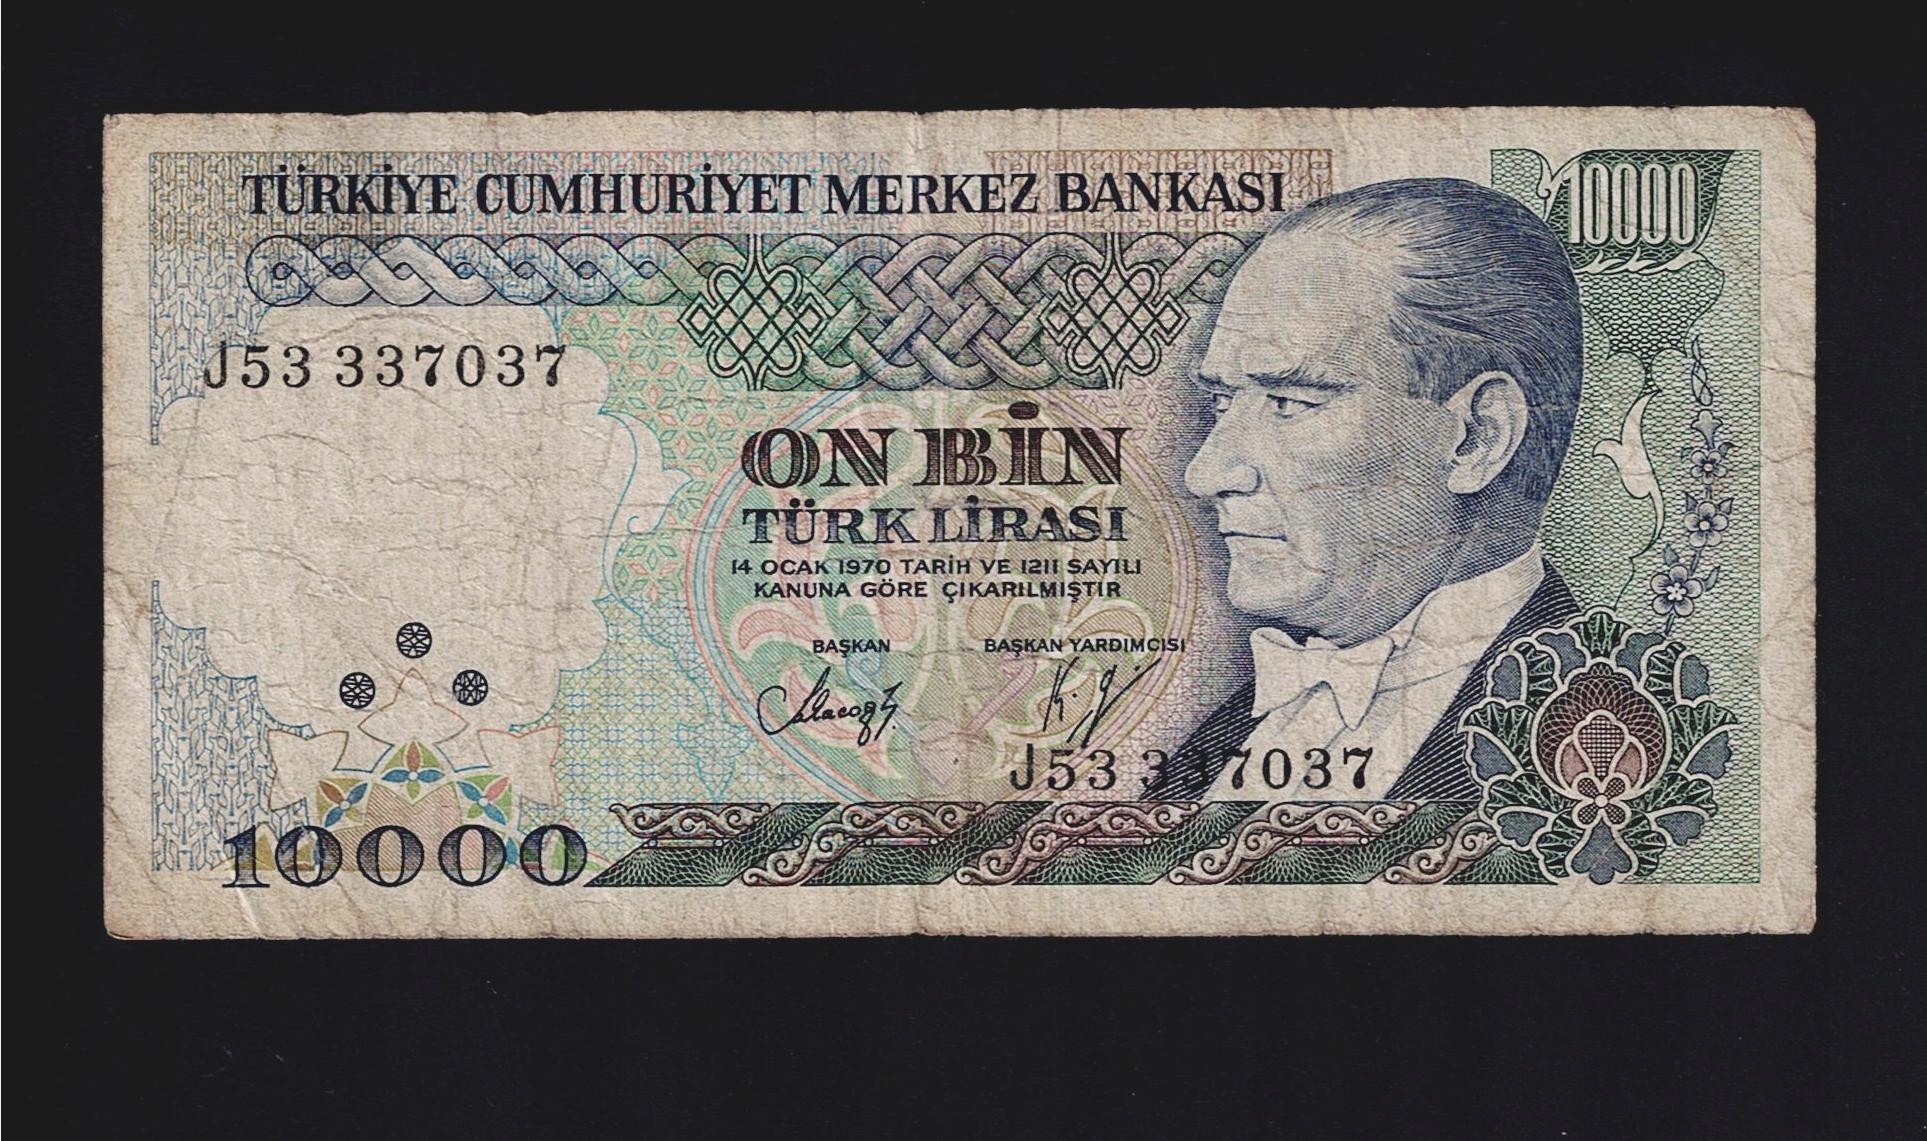 TÜRKİYE CUMHURİYET MERKEZ BANKASI
10000
J53 337037
ON BİN
TÜRK LİRASI
14 OCAK 1970 TARİH VE 1211 SAYILI
KANUNA GÖRE ÇIKARILMIŞTIR
BAŞKAN BAŞKAN YARDIMCISI
J53 337037
10000